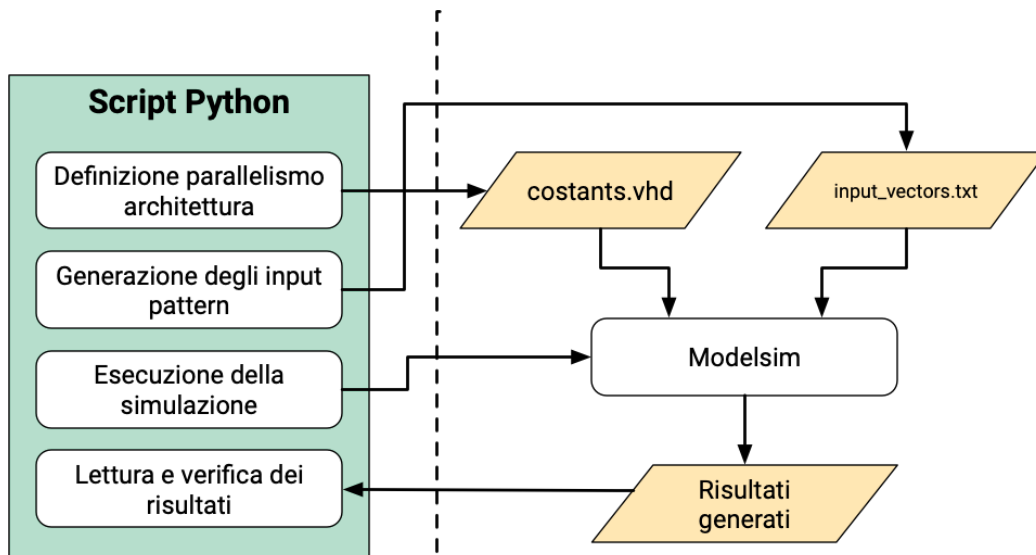 Script Python
Definizione parallelismo
architettura
Generazione degli input
pattern
Esecuzione della
simulazione
Lettura e verifica dei
risultati
costants.vhd
input_vectors.txt
Modelsim
Risultati
generati